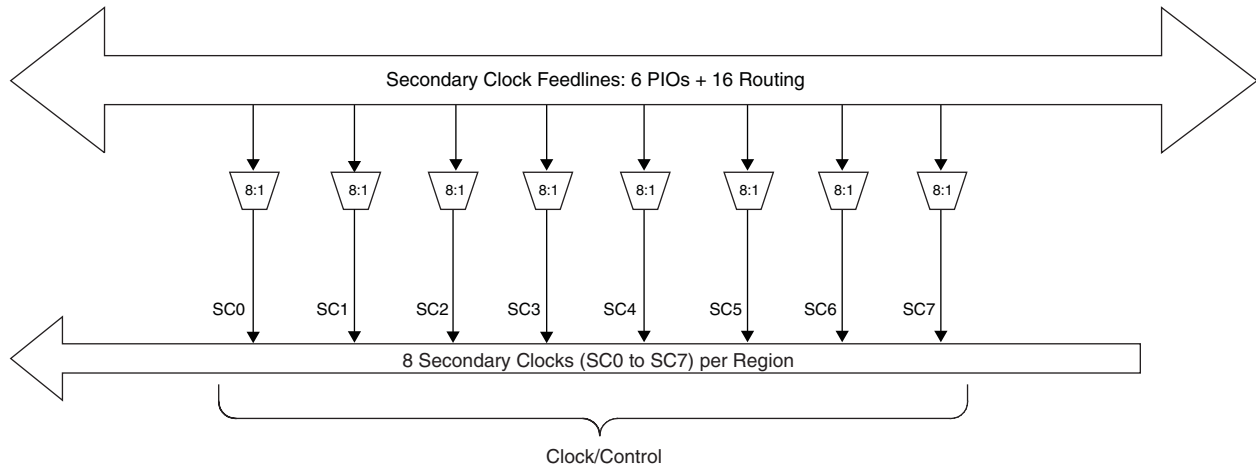 Secondary Clock Feedlines: 6 PIOs + 16 Routing
8:1 8:1 8:1 8:1 8:1 8:1 8:1 8:1
SC0 SC1 SC2 SC3 SC4 SC5 SC6 SC7
8 Secondary Clocks (SC0 to SC7) per Region
Clock/Control